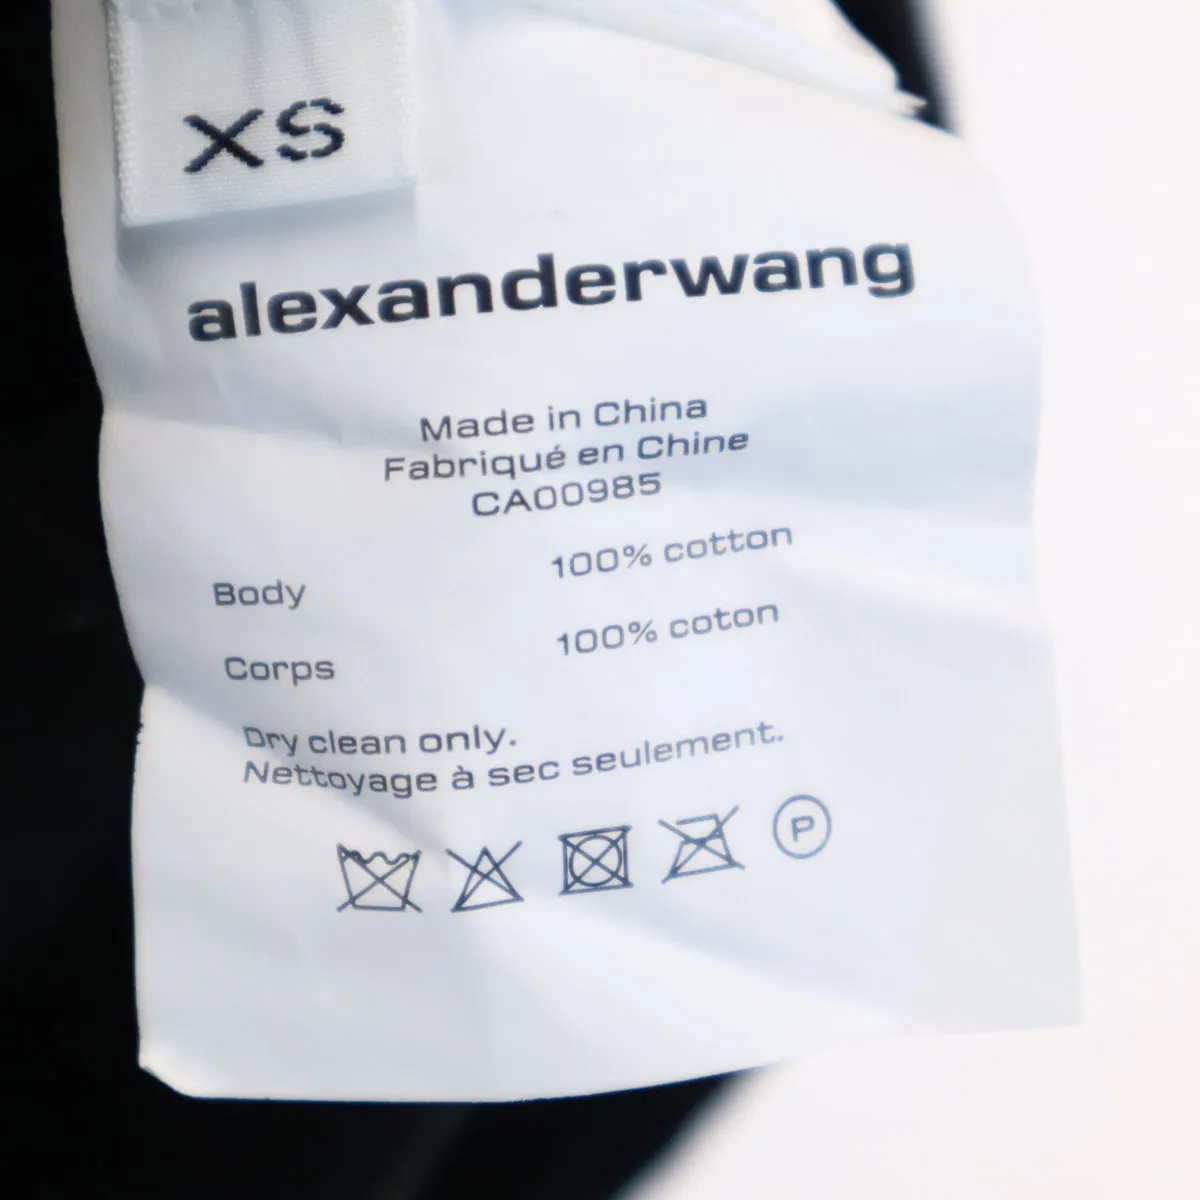 XS
alexanderwang
Made in China
Fabriqué en Chine
CA00985
Body 100% cotton
Corps 100% coton
Dry clean only.
Nettoyage à sec seulement.
P